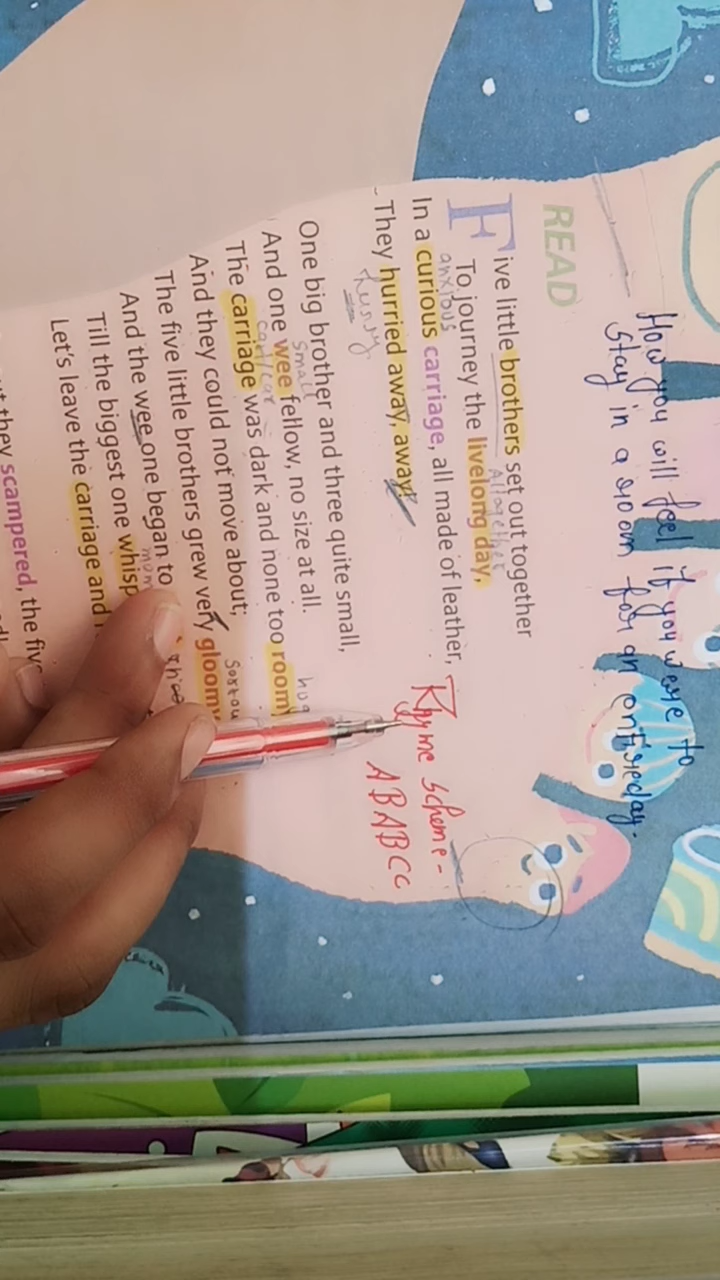 How you will feel if you were to
stay in a room for an entireday.
READ
Five little brothers set out together
Allogether
To journey the livelong day,
anxious
In a curious carriage, all made of leather,
They hurried away, away!
hurry
Rhyme scheme -
ABABCC
One big brother and three quite small,
small
And one wee fellow, no size at all.
cart/car
The carriage was dark and none too roomy
And they could not move about;
The five little brothers grew very gloomy
And the wee one began to
Till the biggest one whisp
Let's leave the carriage and
they scampered, the five